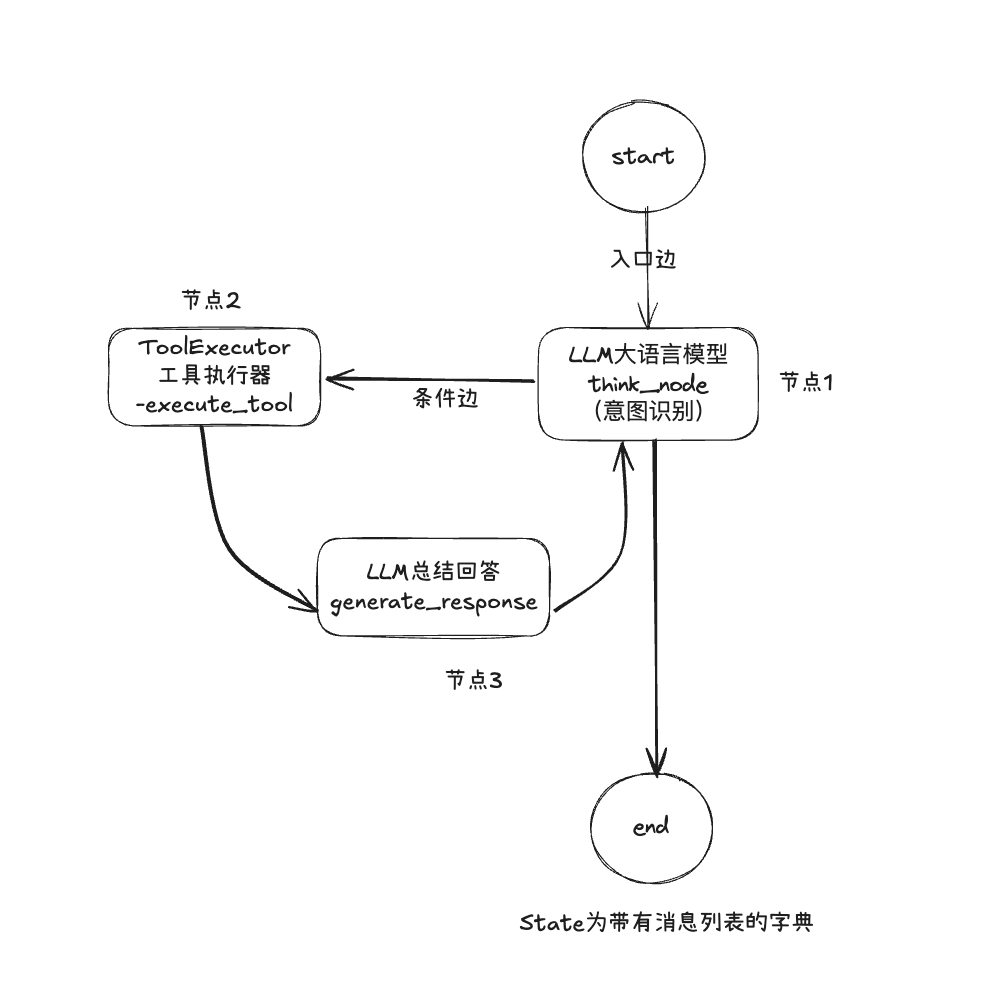 start
入口边
节点2
ToolExecutor
工具执行器
-execute_tool
条件边
LLM大语言模型
think_node
（意图识别）
节点1
LLM总结回答
generate_response
节点3
end
State为带有消息列表的字典